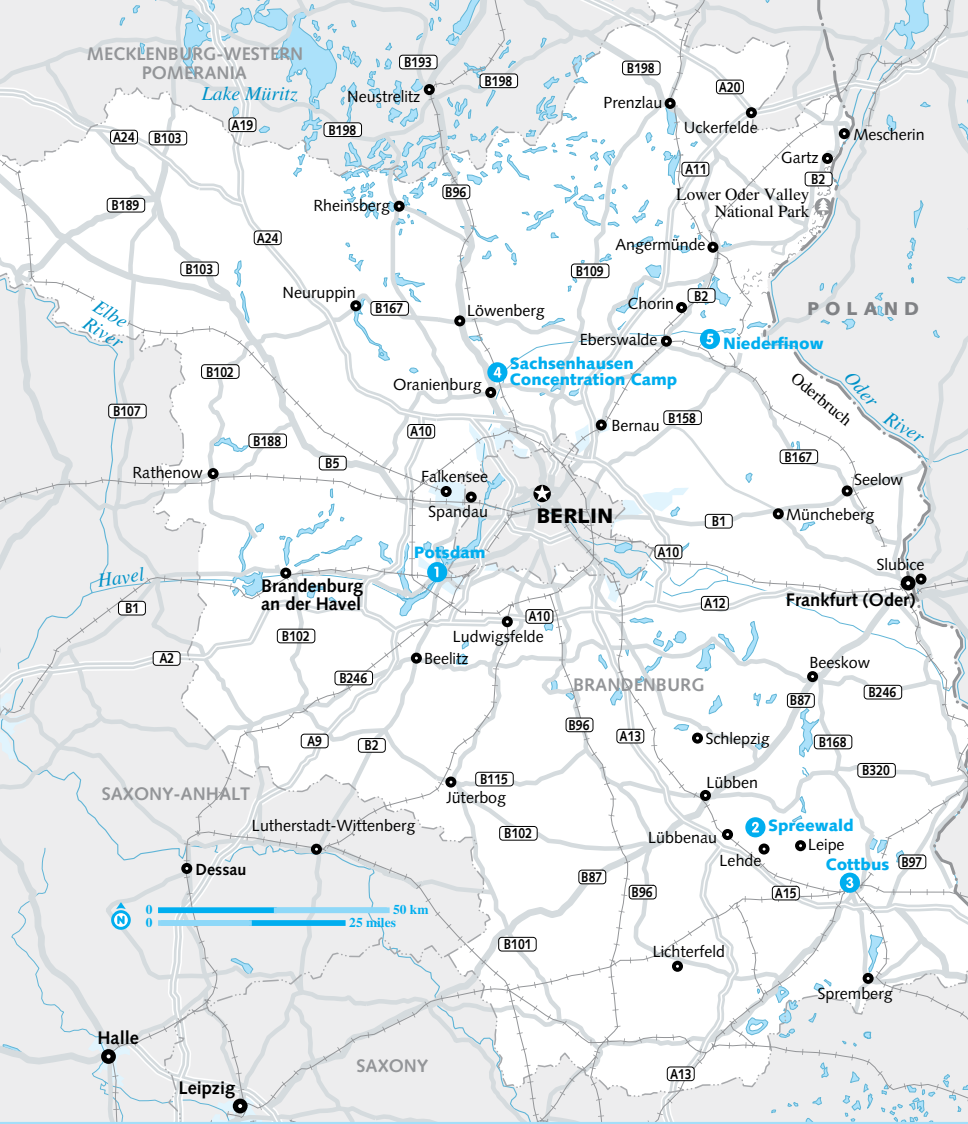 MECKLENBURG-WESTERN
POMERANIA
Lake Müritz
B193
B198
Neustrelitz
B198
B198
A20
Prenzlau
Uckerfelde
Mescherin
A24
B103
A19
Gartz
B2
A11
B96
Lower Oder Valley
National Park
B189
Rheinsberg
A24
Angermünde
B103
B109
Neuruppin
B167
Löwenberg
Chorin
B2
POLAND
Elbe
River
Eberswalde
5
Niederfinow
4
Sachsenhausen
Concentration Camp
B102
Oranienburg
Oderbruch
Oder River
B107
A10
Bernau
B158
B188
B5
B167
Rathenow
Falkensee
Spandau
BERLIN
Seelow
B1
Müncheberg
Potsdam
1
A10
Slubice
Havel
Brandenburg
an der Havel
Frankfurt (Oder)
B1
A12
A10
Ludwigsfelde
B102
A2
Beelitz
B246
Beeskow
BRANDENBURG
B87
B246
A9
B2
B96
A13
Schlepzig
B168
B320
B115
Jüterbog
Lübben
SAXONY-ANHALT
Lutherstadt-Wittenberg
B102
Lübbenau
2
Spreewald
Leipe
Lehde
Cottbus
3
B97
Dessau
B87
B96
A15
N
0
50 km
0
25 miles
B101
Lichterfeld
Spremberg
Halle
SAXONY
A13
Leipzig